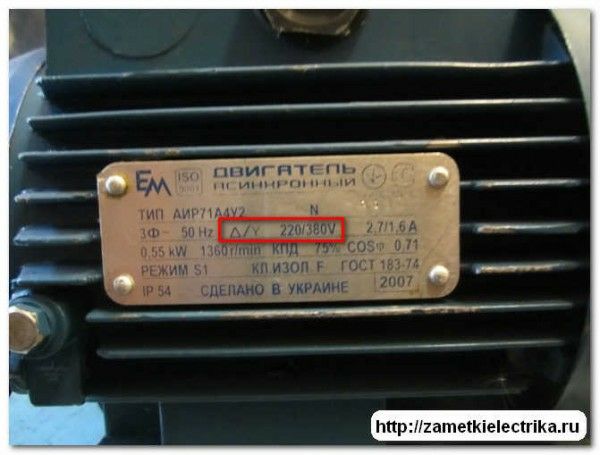 EM ISO 9001 ДВИГАТЕЛЬ
АСИНХРОННЫЙ
ТИП АИР71А4У2 N
3Ф~ 50 Hz Δ/Y 220/380V 2,7/1,6 A
0,55 kW 1360 r/min КПД 75% COSφ 0,71
РЕЖИМ S1 КЛ.ИЗОЛ F ГОСТ 183-74
IP 54 СДЕЛАНО В УКРАИНЕ 2007
http://zametkielectrika.ru